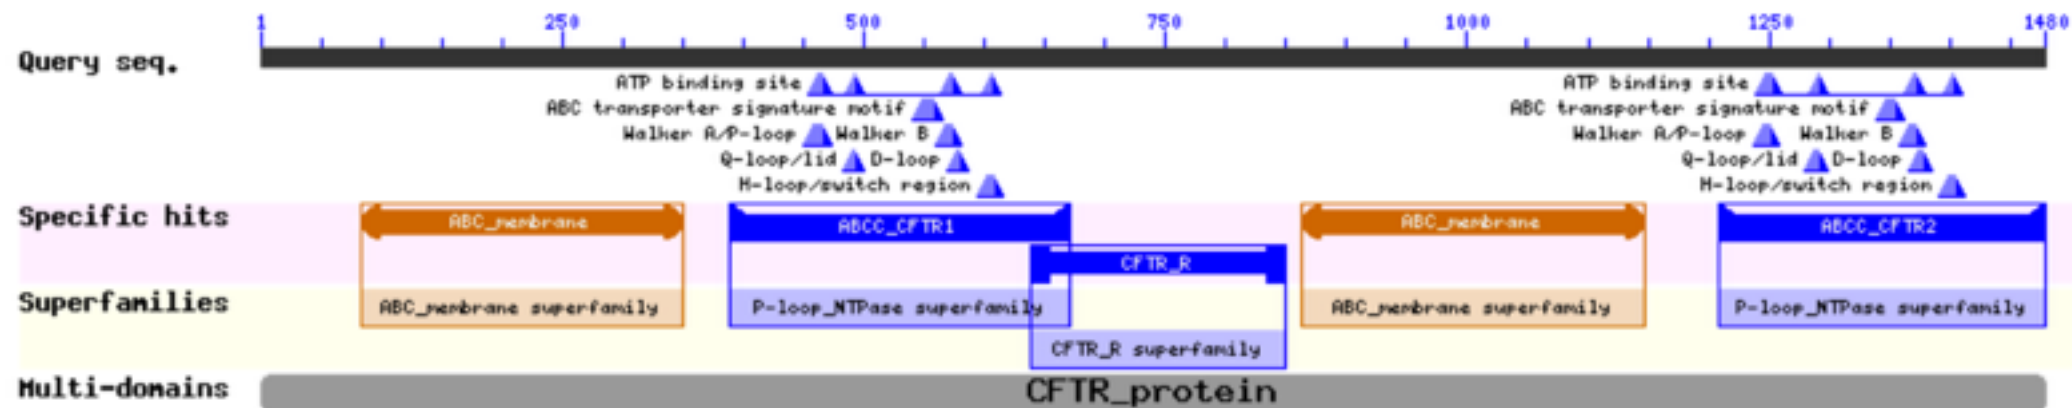 1 250 500 750 1000 1250 1480
Query seq.
ATP binding site ATP binding site
ABC transporter signature motif ABC transporter signature motif
Walker A/P-loop Walker B Walker A/P-loop Walker B
Q-loop/lid D-loop Q-loop/lid D-loop
H-loop/switch region H-loop/switch region
Specific hits ABC_membrane ABCC_CFTR1 ABC_membrane ABCC_CFTR2
CFTR_R
Superfamilies ABC_membrane superfamily P-loop_NTPase superfamily ABC_membrane superfamily P-loop_NTPase superfamily
CFTR_R superfamily
Multi-domains CFTR_protein